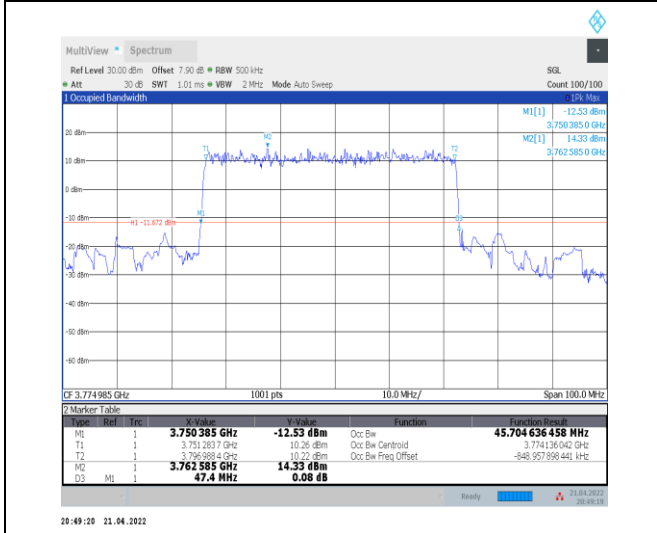 MultiView Spectrum
Ref Level 30.00 dBm Offset 7.90 dB RBW 500 kHz SGL
Att 30 dB SWT 1.01 ms VBW 2 MHz Mode Auto Sweep Count 100/100
1 Occupied Bandwidth 1Pk Max
M1[1] -12.53 dBm
3.750 385 0 GHz
M2[1] 14.33 dBm
3.762 585 0 GHz
20 dBm
M2
T1
T2
10 dBm
0 dBm
-10 dBm
M1
D3
H1 -11.672 dBm
-20 dBm
-30 dBm
-40 dBm
-50 dBm
-60 dBm
CF 3.774 985 GHz 1001 pts 10.0 MHz/ Span 100.0 MHz
2 Marker Table
Type Ref Trc X-Value Y-Value Function Function Result
M1 1 3.750 385 GHz -12.53 dBm Occ Bw 45.704 636 458 MHz
T1 1 3.751 283 7 GHz 10.26 dBm Occ Bw Centroid 3.774 136 042 GHz
T2 1 3.796 988 4 GHz 10.22 dBm Occ Bw Freq Offset -848.957 898 441 kHz
M2 1 3.762 585 GHz 14.33 dBm
D3 M1 1 47.4 MHz 0.08 dB
Ready 21.04.2022
20:49:19
20:49:20 21.04.2022